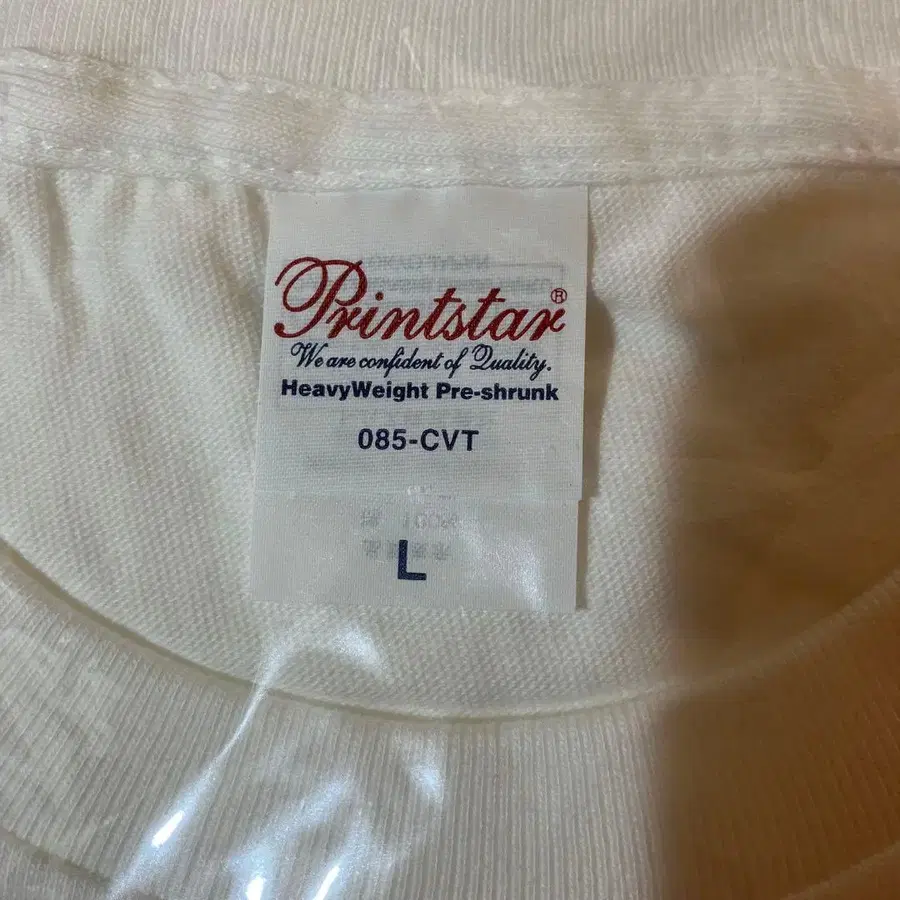 Printstar®
We are confident of Quality.
HeavyWeight Pre-shrunk
085-CVT
L